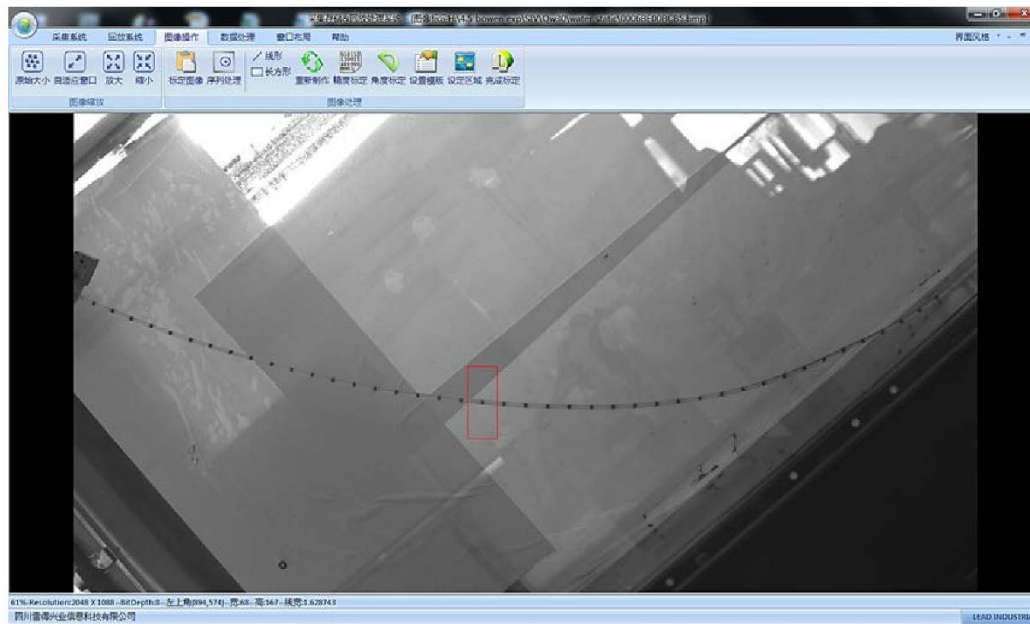 采集系统 回放系统 图像操作 数据处理 窗口布局 帮助 界面风格
线形
长方形
原始大小 自适应窗口 放大 缩小 标定图像 序列处理 重新制作 精度标定 角度标定 设置模板 设定区域 完成标定
图像缩放 图像处理
61%-Resolution:2048 X 1088--BitDepth:8--左上角(894,574)--宽:68--高:167--线宽:1.628743
四川雷得兴业信息科技有限公司 LEAD INDUSTRI